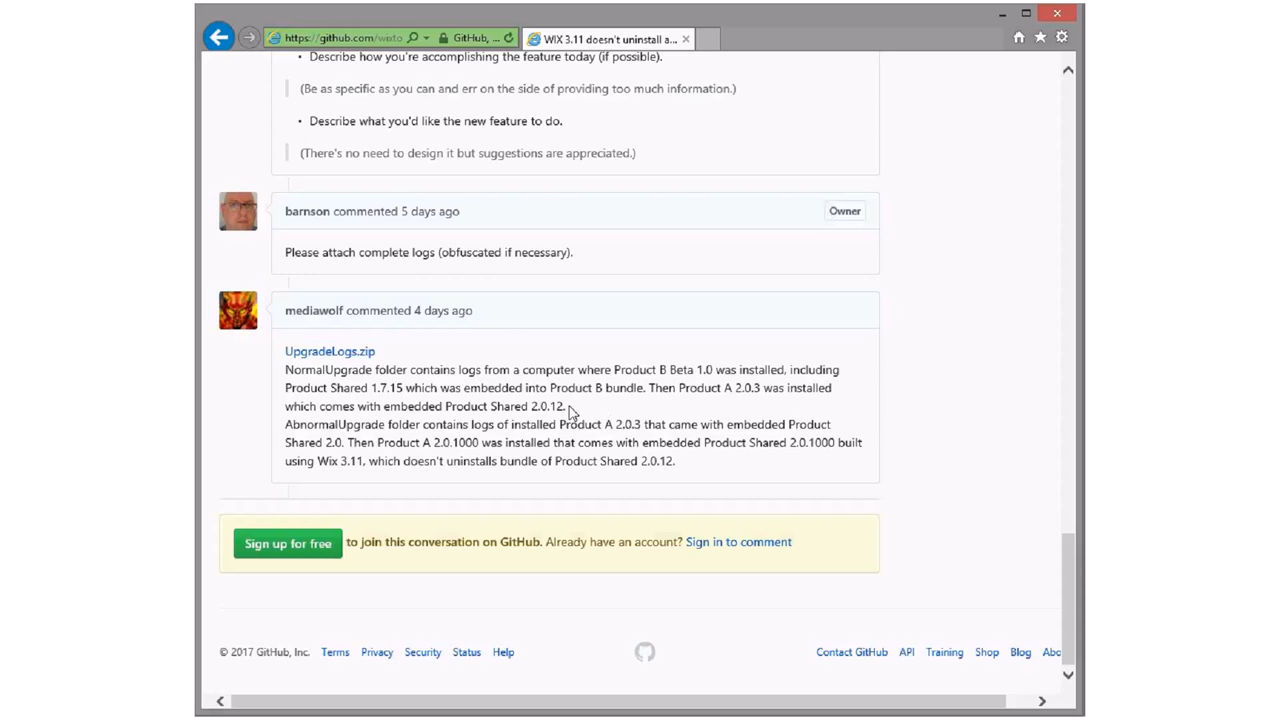 https://github.com/wixto
GitHub, ...
WIX 3.11 doesn't uninstall a...
• Describe how you're accomplishing the feature today (if possible).
(Be as specific as you can and err on the side of providing too much information.)
• Describe what you'd like the new feature to do.
(There's no need to design it but suggestions are appreciated.)
barnson commented 5 days ago
Owner
Please attach complete logs (obfuscated if necessary).
mediawolf commented 4 days ago
UpgradeLogs.zip
NormalUpgrade folder contains logs from a computer where Product B Beta 1.0 was installed, including
Product Shared 1.7.15 which was embedded into Product B bundle. Then Product A 2.0.3 was installed
which comes with embedded Product Shared 2.0.12.
AbnormalUpgrade folder contains logs of installed Product A 2.0.3 that came with embedded Product
Shared 2.0. Then Product A 2.0.1000 was installed that comes with embedded Product Shared 2.0.1000 built
using Wix 3.11, which doesn't uninstalls bundle of Product Shared 2.0.12.
Sign up for free to join this conversation on GitHub. Already have an account? Sign in to comment
© 2017 GitHub, Inc. Terms Privacy Security Status Help
Contact GitHub API Training Shop Blog Abo